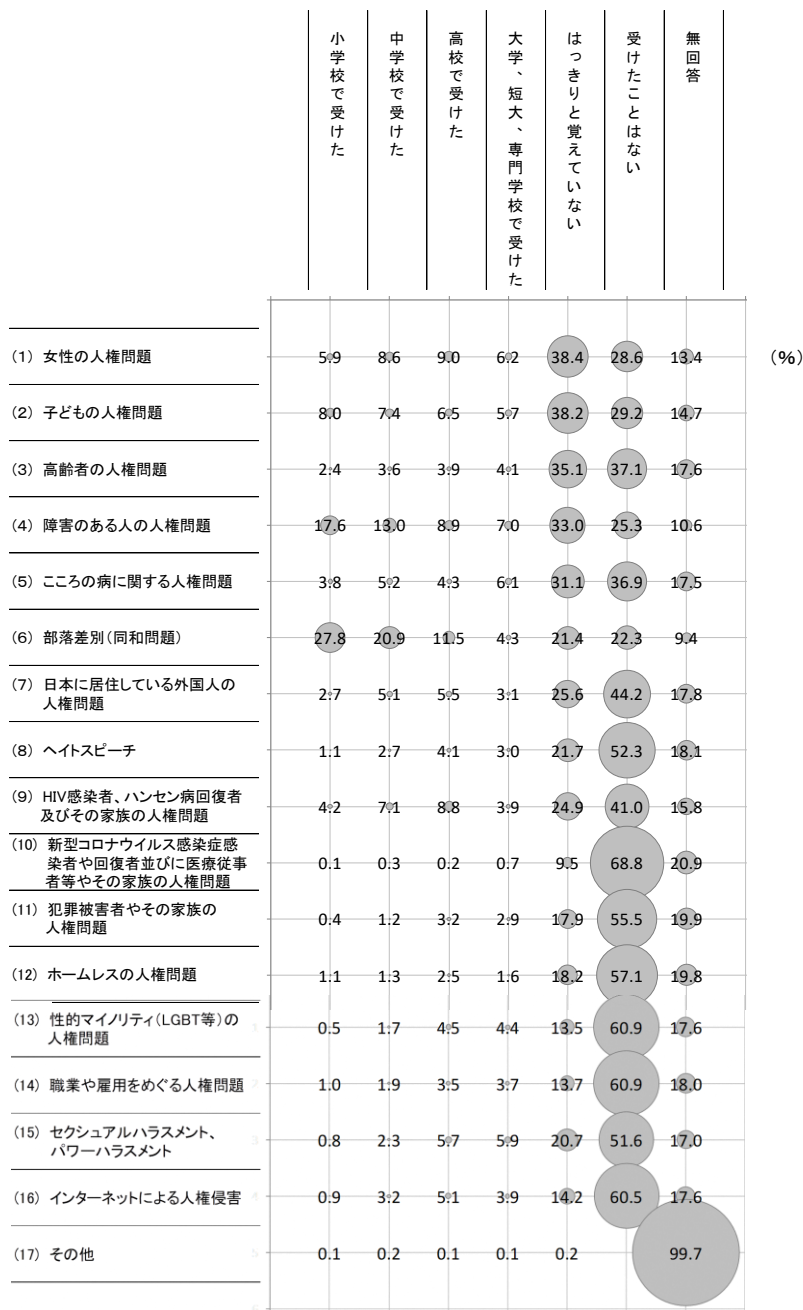 小学校で受けた
中学校で受けた
高校で受けた
大学、短大、専門学校で受けた
はっきりと覚えていない
受けたことはない
無回答
(%)
(1) 女性の人権問題 5.9 8.6 9.0 6.2 38.4 28.6 13.4
(2) 子どもの人権問題 8.0 7.4 6.5 5.7 38.2 29.2 14.7
(3) 高齢者の人権問題 2.4 3.6 3.9 4.1 35.1 37.1 17.6
(4) 障害のある人の人権問題 17.6 13.0 8.9 7.0 33.0 25.3 10.6
(5) こころの病に関する人権問題 3.8 5.2 4.3 6.1 31.1 36.9 17.5
(6) 部落差別(同和問題) 27.8 20.9 11.5 4.3 21.4 22.3 9.4
(7) 日本に居住している外国人の
人権問題 2.7 5.1 5.5 3.1 25.6 44.2 17.8
(8) ヘイトスピーチ 1.1 2.7 4.1 3.0 21.7 52.3 18.1
(9) HIV感染者、ハンセン病回復者
及びその家族の人権問題 4.2 7.1 8.8 3.9 24.9 41.0 15.8
(10) 新型コロナウイルス感染症感
染者や回復者並びに医療従事
者等やその家族の人権問題 0.1 0.3 0.2 0.7 9.5 68.8 20.9
(11) 犯罪被害者やその家族の
人権問題 0.4 1.2 3.2 2.9 17.9 55.5 19.9
(12) ホームレスの人権問題 1.1 1.3 2.5 1.6 18.2 57.1 19.8
(13) 性的マイノリティ(LGBT等)の
人権問題 0.5 1.7 4.5 4.4 13.5 60.9 17.6
(14) 職業や雇用をめぐる人権問題 1.0 1.9 3.5 3.7 13.7 60.9 18.0
(15) セクシュアルハラスメント、
パワーハラスメント 0.8 2.3 5.7 5.9 20.7 51.6 17.0
(16) インターネットによる人権侵害 0.9 3.2 5.1 3.9 14.2 60.5 17.6
(17) その他 0.1 0.2 0.1 0.1 0.2 99.7